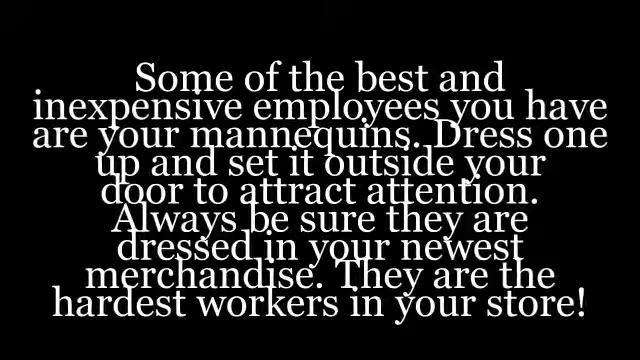 Some of the best and
inexpensive employees you have
are your mannequins. Dress one
up and set it outside your
door to attract attention.
Always be sure they are
dressed in your newest
merchandise. They are the
hardest workers in your store!